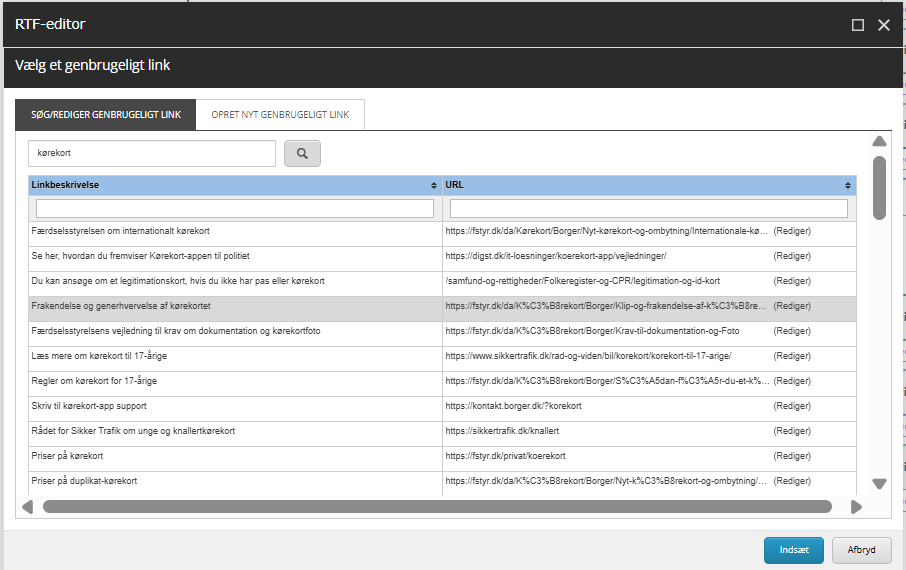 RTF-editor
Vælg et genbrugeligt link
SØG/REDIGER GENBRUGELIGT LINK OPRET NYT GENBRUGELIGT LINK
kørekort
Linkbeskrivelse URL
Færdselsstyrelsen om internationalt kørekort https://fstyr.dk/da/Kørekort/Borger/Nyt-kørekort-og-ombytning/Internationale-kø... (Rediger)
Se her, hvordan du fremviser Kørekort-appen til politiet https://digst.dk/it-loesninger/koerekort-app/vejledninger/ (Rediger)
Du kan ansøge om et legitimationskort, hvis du ikke har pas eller kørekort /samfund-og-rettigheder/Folkeregister-og-CPR/legitimation-og-id-kort (Rediger)
Frakendelse og generhvervelse af kørekortet https://fstyr.dk/da/K%C3%B8rekort/Borger/Klip-og-frakendelse-af-k%C3%B8re... (Rediger)
Færdselsstyrelsens vejledning til krav om dokumentation og kørekortfoto https://fstyr.dk/da/K%C3%B8rekort/Borger/Krav-til-dokumentation-og-Foto (Rediger)
Læs mere om kørekort til 17-årige https://www.sikkertrafik.dk/rad-og-viden/bil/korekort/korekort-til-17-arige/ (Rediger)
Regler om kørekort for 17-årige https://fstyr.dk/da/K%C3%B8rekort/Borger/S%C3%A5dan-f%C3%A5r-du-et-k%... (Rediger)
Skriv til kørekort-app support https://kontakt.borger.dk/?korekort (Rediger)
Rådet for Sikker Trafik om unge og knallertkørekort https://sikkertrafik.dk/knallert (Rediger)
Priser på kørekort https://fstyr.dk/privat/koerekort (Rediger)
Priser på duplikat-kørekort https://fstyr.dk/da/K%C3%B8rekort/Borger/Nyt-k%C3%B8rekort-og-ombytning/... (Rediger)
Indsæt Afbryd